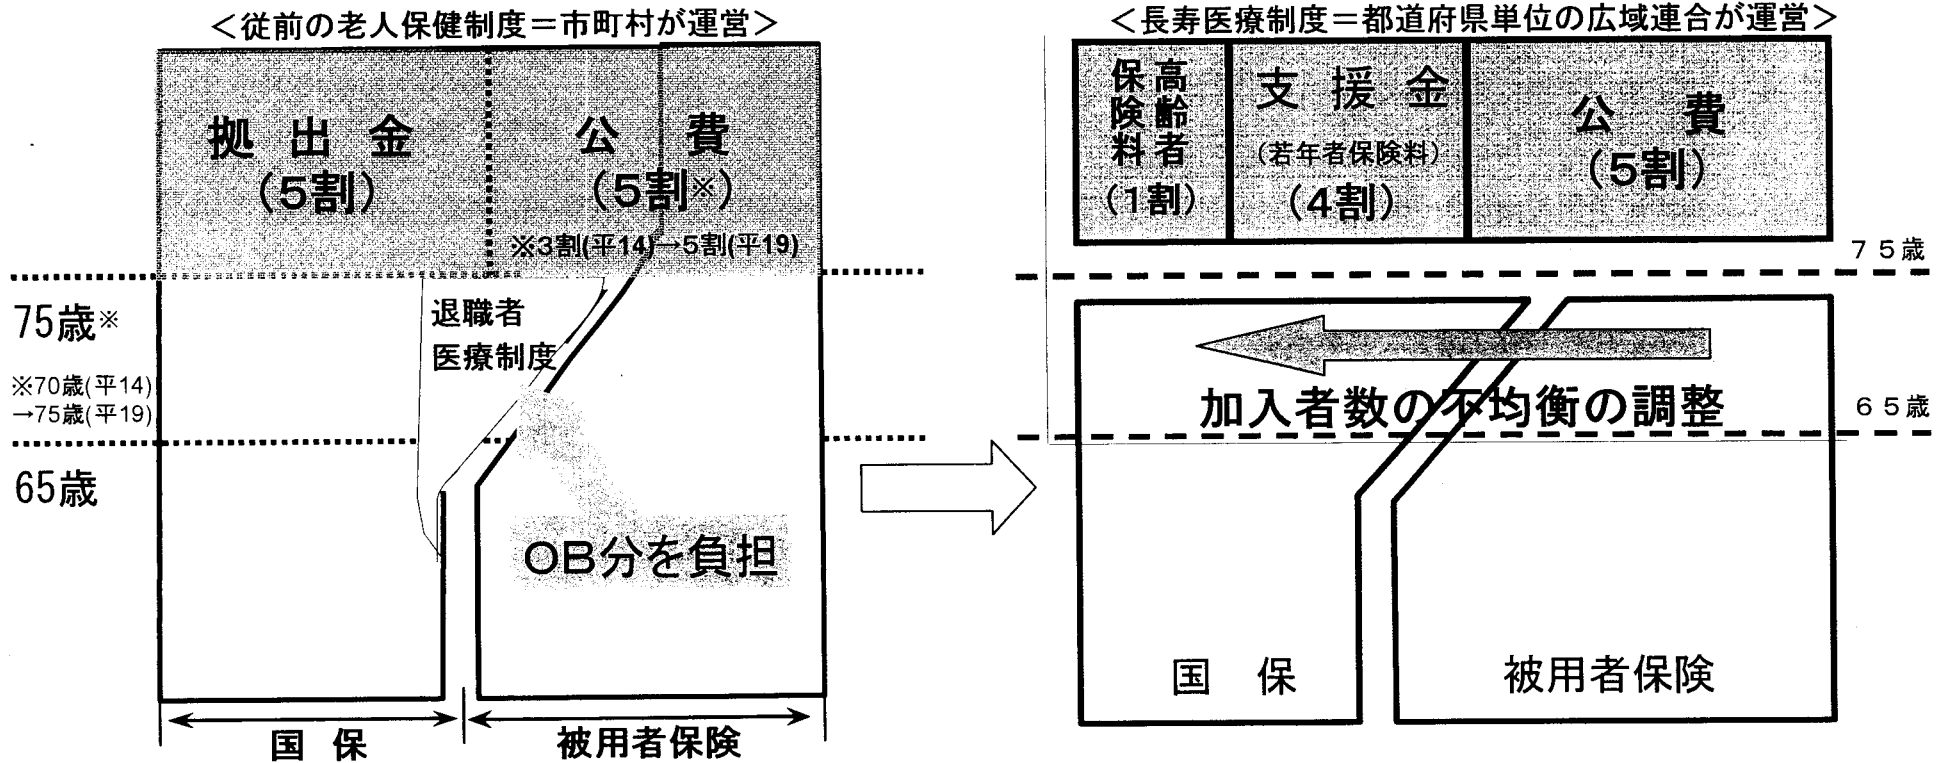 ＜従前の老人保健制度＝市町村が運営＞
拠出金
（5割）
公費
（5割※）
※3割(平14)→5割(平19)
75歳※
※70歳(平14)
→75歳(平19)
65歳
退職者
医療制度
OB分を負担
国保
被用者保険
＜長寿医療制度＝都道府県単位の広域連合が運営＞
高齢者
保険料
（1割）
支援金
（若年者保険料）
（4割）
公費
（5割）
７５歳
加入者数の不均衡の調整
６５歳
国保
被用者保険